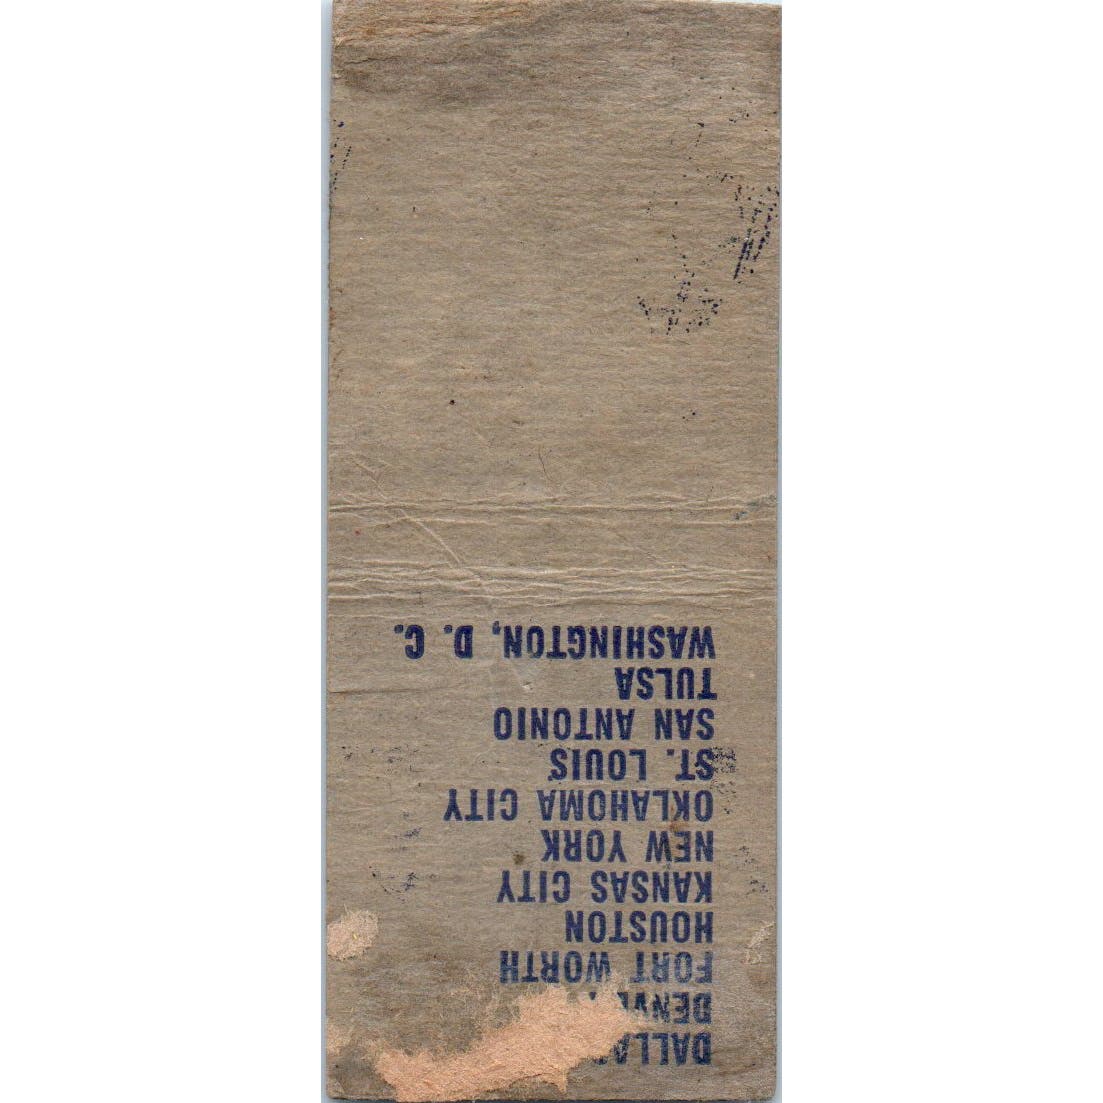 DALLAS
DENVER
FORT WORTH
HOUSTON
KANSAS CITY
NEW YORK
OKLAHOMA CITY
ST. LOUIS
SAN ANTONIO
TULSA
WASHINGTON, D. C.